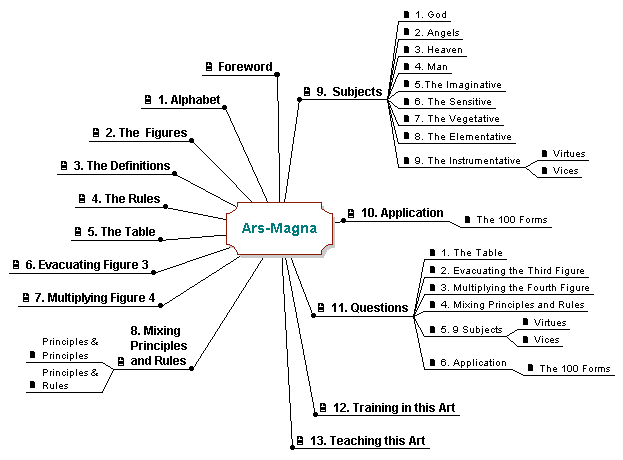 Ars-Magna
Foreword
1. Alphabet
2. The Figures
3. The Definitions
4. The Rules
5. The Table
6. Evacuating Figure 3
7. Multiplying Figure 4
8. Mixing
Principles
and Rules
Principles &
Principles
Principles &
Rules
9. Subjects
1. God
2. Angels
3. Heaven
4. Man
5.The Imaginative
6. The Sensitive
7. The Vegetative
8. The Elementative
9. The Instrumentative
Virtues
Vices
10. Application
The 100 Forms
11. Questions
1. The Table
2. Evacuating the Third Figure
3. Multiplying the Fourth Figure
4. Mixing Principles and Rules
5. 9 Subjects
Virtues
Vices
6. Application
The 100 Forms
12. Training in this Art
13. Teaching this Art